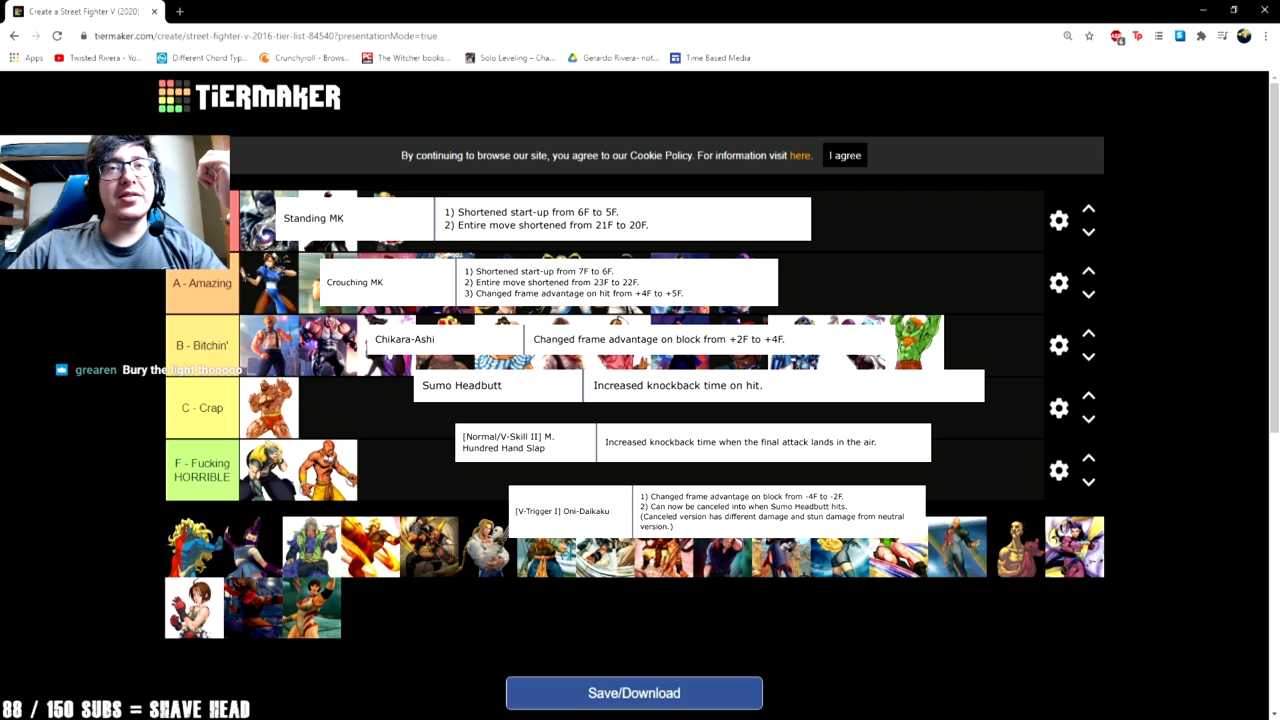 Create a Street Fighter V (2020)
tiermaker.com/create/street-fighter-v-2016-tier-list-84540?presentationMode=true
Apps
Twisted Rivera - Yo...
Different Chord Typ...
Crunchyroll - Brows...
The Witcher books:...
Solo Leveling – Cha...
Gerardo Rivera- not...
Time Based Media
TiERMAKER
By continuing to browse our site, you agree to our Cookie Policy. For information visit here.
I agree
Standing MK
1) Shortened start-up from 6F to 5F.
2) Entire move shortened from 21F to 20F.
A - Amazing
Crouching MK
1) Shortened start-up from 7F to 6F.
2) Entire move shortened from 23F to 22F.
3) Changed frame advantage on hit from +4F to +5F.
B - Bitchin'
Chikara-Ashi
Changed frame advantage on block from +2F to +4F.
grearen Bury the light thooooo
Sumo Headbutt
Increased knockback time on hit.
C - Crap
[Normal/V-Skill II] M.
Hundred Hand Slap
Increased knockback time when the final attack lands in the air.
F - Fucking
HORRIBLE
[V-Trigger I] Oni-Daikaku
1) Changed frame advantage on block from -4F to -2F.
2) Can now be canceled into when Sumo Headbutt hits.
(Canceled version has different damage and stun damage from neutral
version.)
Save/Download
88 / 150 SUBS = SHAVE HEAD